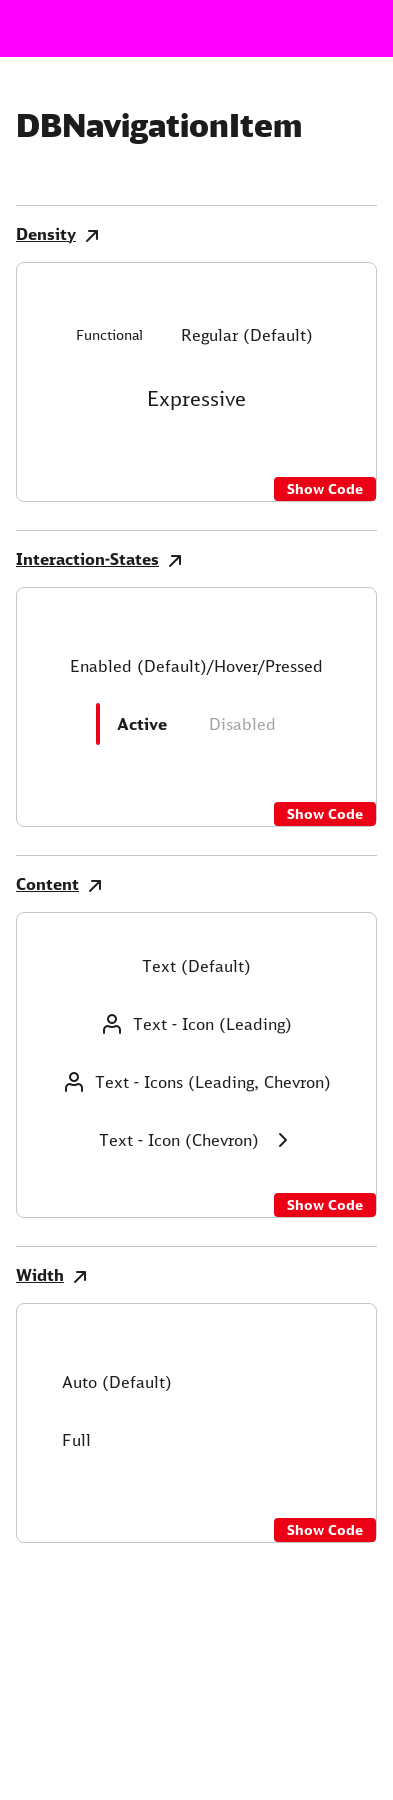 DBNavigationItem
Density
Functional Regular (Default)
Expressive
Show Code
Interaction-States
Enabled (Default)/Hover/Pressed
Active Disabled
Show Code
Content
Text (Default)
Text - Icon (Leading)
Text - Icons (Leading, Chevron)
Text - Icon (Chevron)
Show Code
Width
Auto (Default)
Full
Show Code